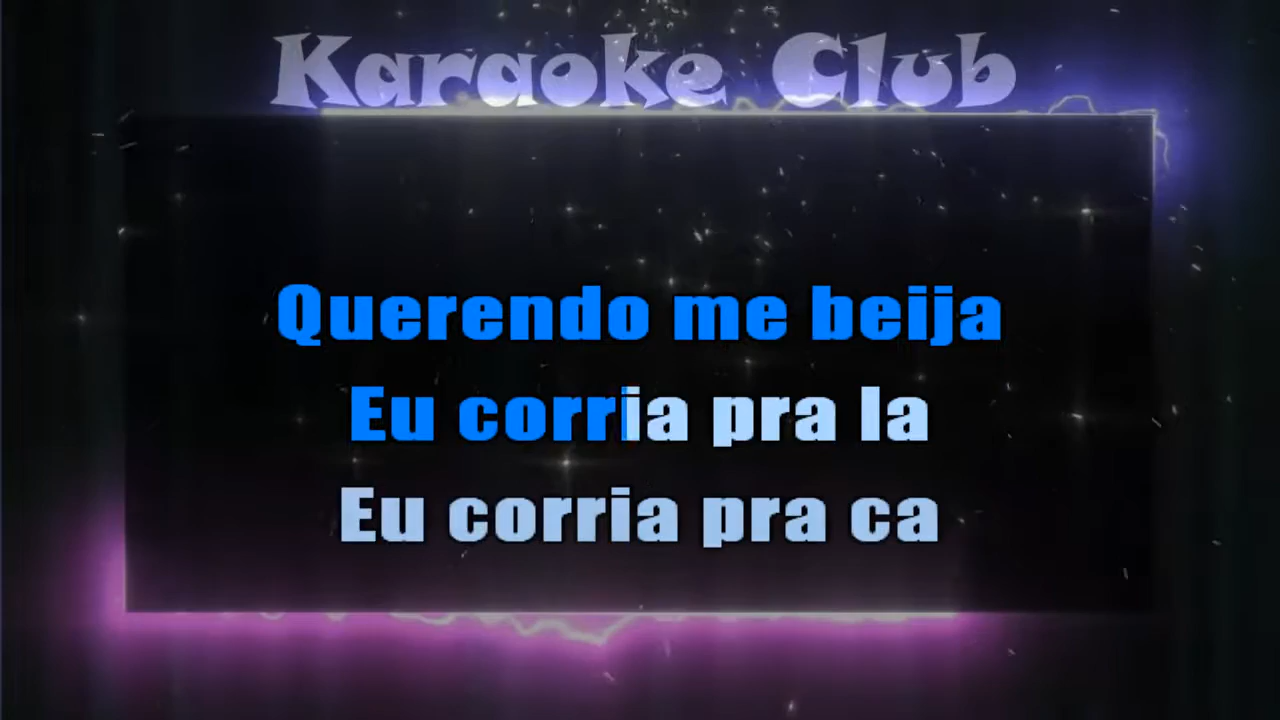 Karaoke Club
Querendo me beija
Eu corria pra la
Eu corria pra ca